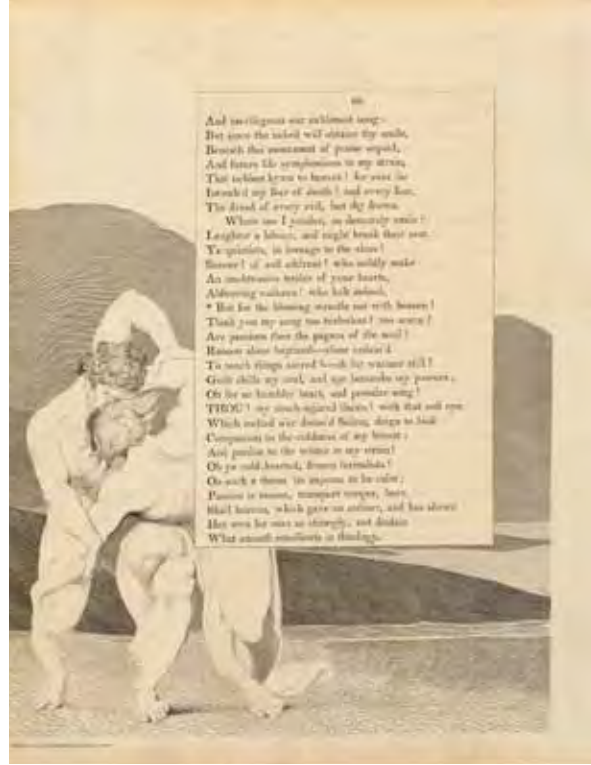 And sacrilegious our sublimest song:
But since the naked will obtains thy smile,
Beneath this monument of praise unpaid,
And future life symphonious to my strain,
That noblest hymn to heaven! for ever lie
Intomb'd my fear of death! and every fear,
The dread of every evil, but thy frown.
Whom see I yonder, so demurely smile?
Laughter a labour, and might break their rest.
Ye quietists, in homage to the skies!
Serene! of soft address! who mildly make
An unobtrusive tender of your hearts,
Abhorring violence! who halt indeed,
* But for the blessing wrestle not with heaven!
Think you my song too turbulent? too warm?
Are passions then the pagans of the soul?
Reason alone baptized—alone ordain'd
To touch things sacred? oh for warmer still!
Guilt chills my zeal, and age benumbs my powers;
Oh for an humbler heart, and prouder song!
THOU! my much-injured theme! with that soft eye
Which melted o'er doom'd Salem, deign to look
Compassion to the coldness of my breast;
And pardon to the winter in my strain!
Oh ye cold-hearted, frozen formalists!
On such a theme 'tis impious to be calm;
Passion is reason, transport temper, here.
Shall heaven, which gave us ardour, and has shewn
Her own for man so strongly, not disdain
What smooth emollients in theology,